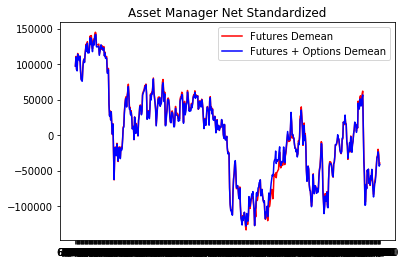 Asset Manager Net Standardized
Futures Demean
Futures + Options Demean
150000
100000
50000
0
-50000
-100000